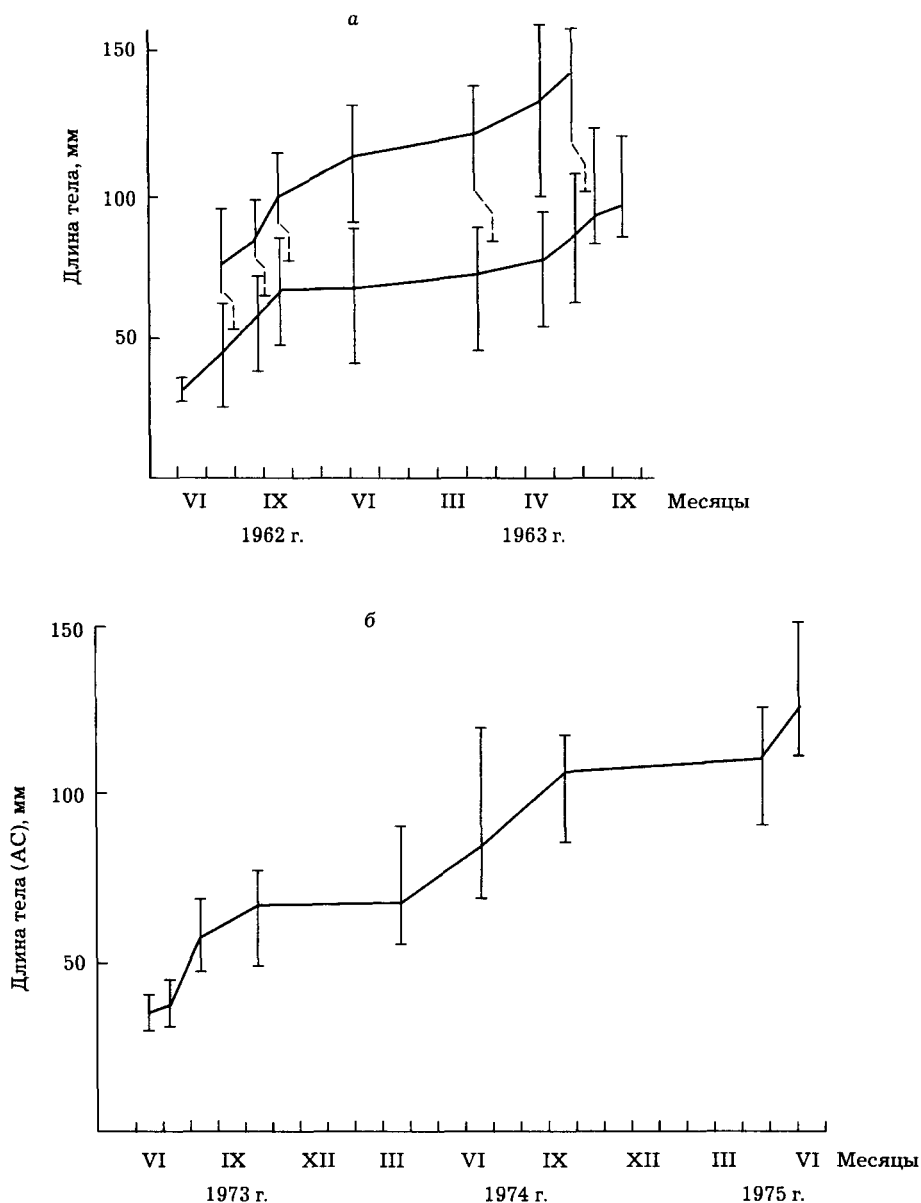 а
150
100
50
Длина тела, мм
VI IX VI III IV IX Месяцы
1962 г. 1963 г.
б
150
100
50
Длина тела (АС), мм
VI IX XII III VI IX XII III VI Месяцы
1973 г. 1974 г. 1975 г.